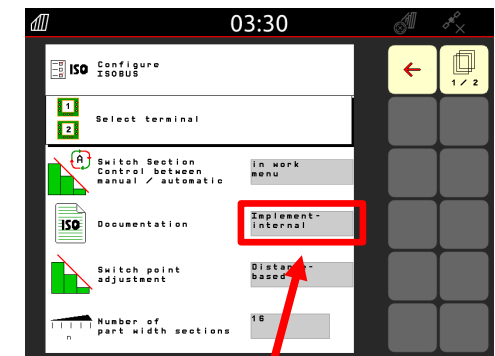 03:30
ISO Configure
ISOBUS
1 / 2
1
2
Select terminal
A
Switch Section
Control between
manual / automatic
in work
menu
ISO
Documentation
Implement-
internal
Switch point
adjustment
based
n
Number of
part width sections
16